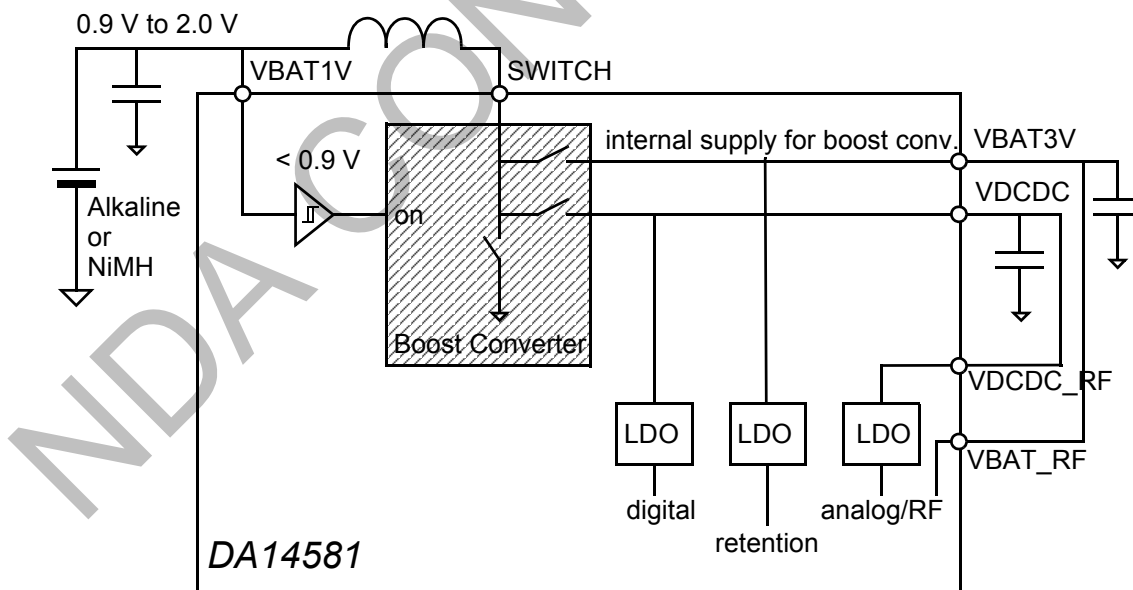 0.9 V to 2.0 V
VBAT1V
SWITCH
internal supply for boost conv.
VBAT3V
< 0.9 V
VDCDC
Alkaline
or
NiMH
on
Boost Converter
VDCDC_RF
LDO
LDO
LDO
VBAT_RF
digital
analog/RF
retention
DA14581
NDA CON